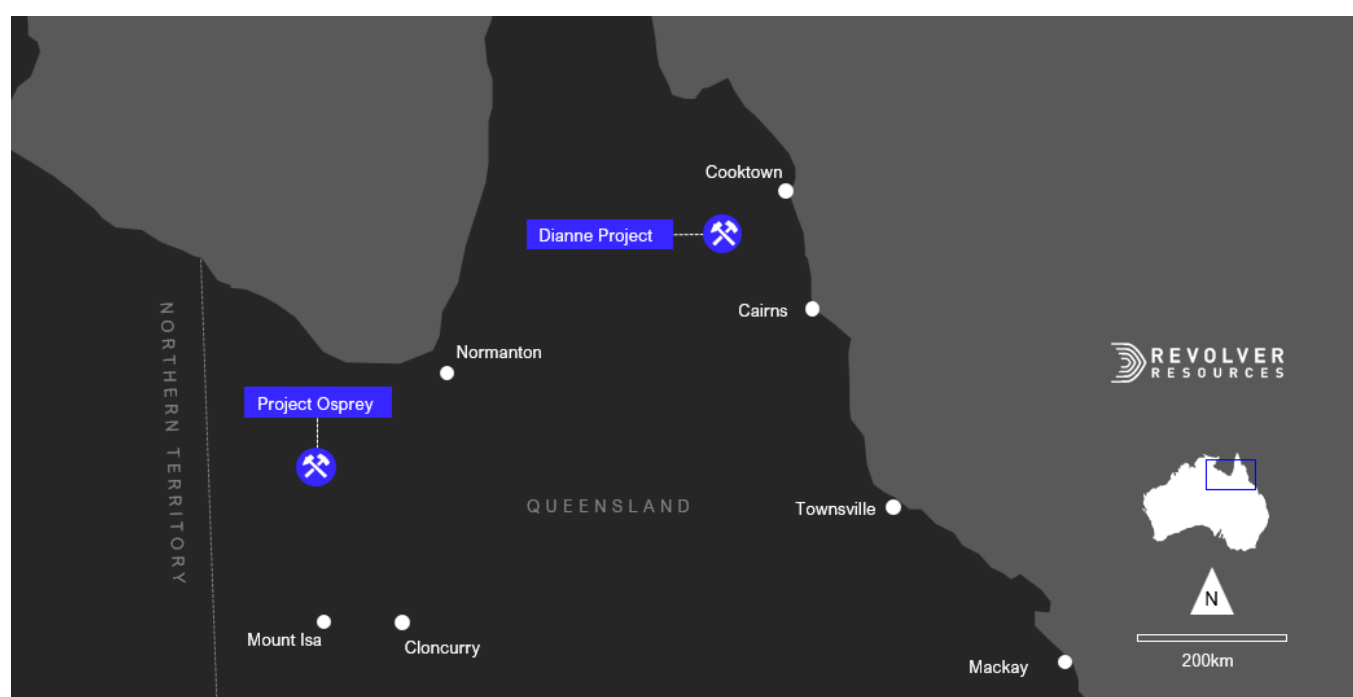 Cooktown
Dianne Project
Cairns
NORTHERN TERRITORY
Normanton
REVOLVER
RESOURCES
Project Osprey
QUEENSLAND
Townsville
N
Mount Isa
Cloncurry
Mackay
200km